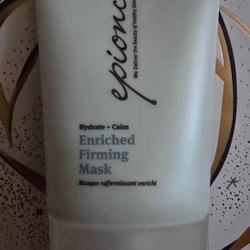 epionce
We Deliver the Beauty of Healthy Skin
Hydrate + Calm
Enriched
Firming
Mask
Masque raffermissant enrichi